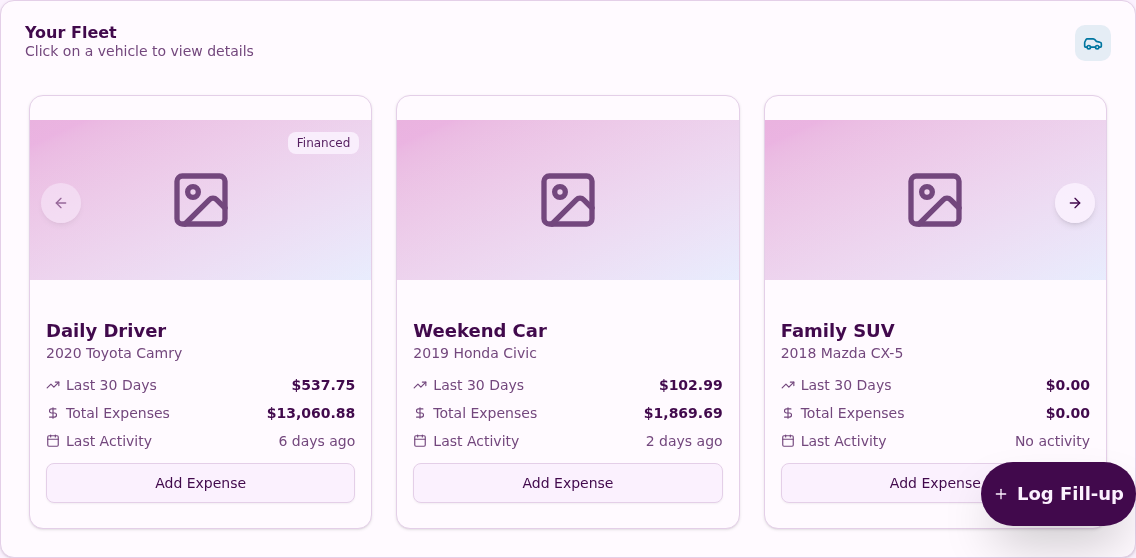 Your Fleet
Click on a vehicle to view details
Financed
Daily Driver
2020 Toyota Camry
Last 30 Days $537.75
Total Expenses $13,060.88
Last Activity 6 days ago
Add Expense
Weekend Car
2019 Honda Civic
Last 30 Days $102.99
Total Expenses $1,869.69
Last Activity 2 days ago
Add Expense
Family SUV
2018 Mazda CX-5
Last 30 Days $0.00
Total Expenses $0.00
Last Activity No activity
Add Expense
Log Fill-up